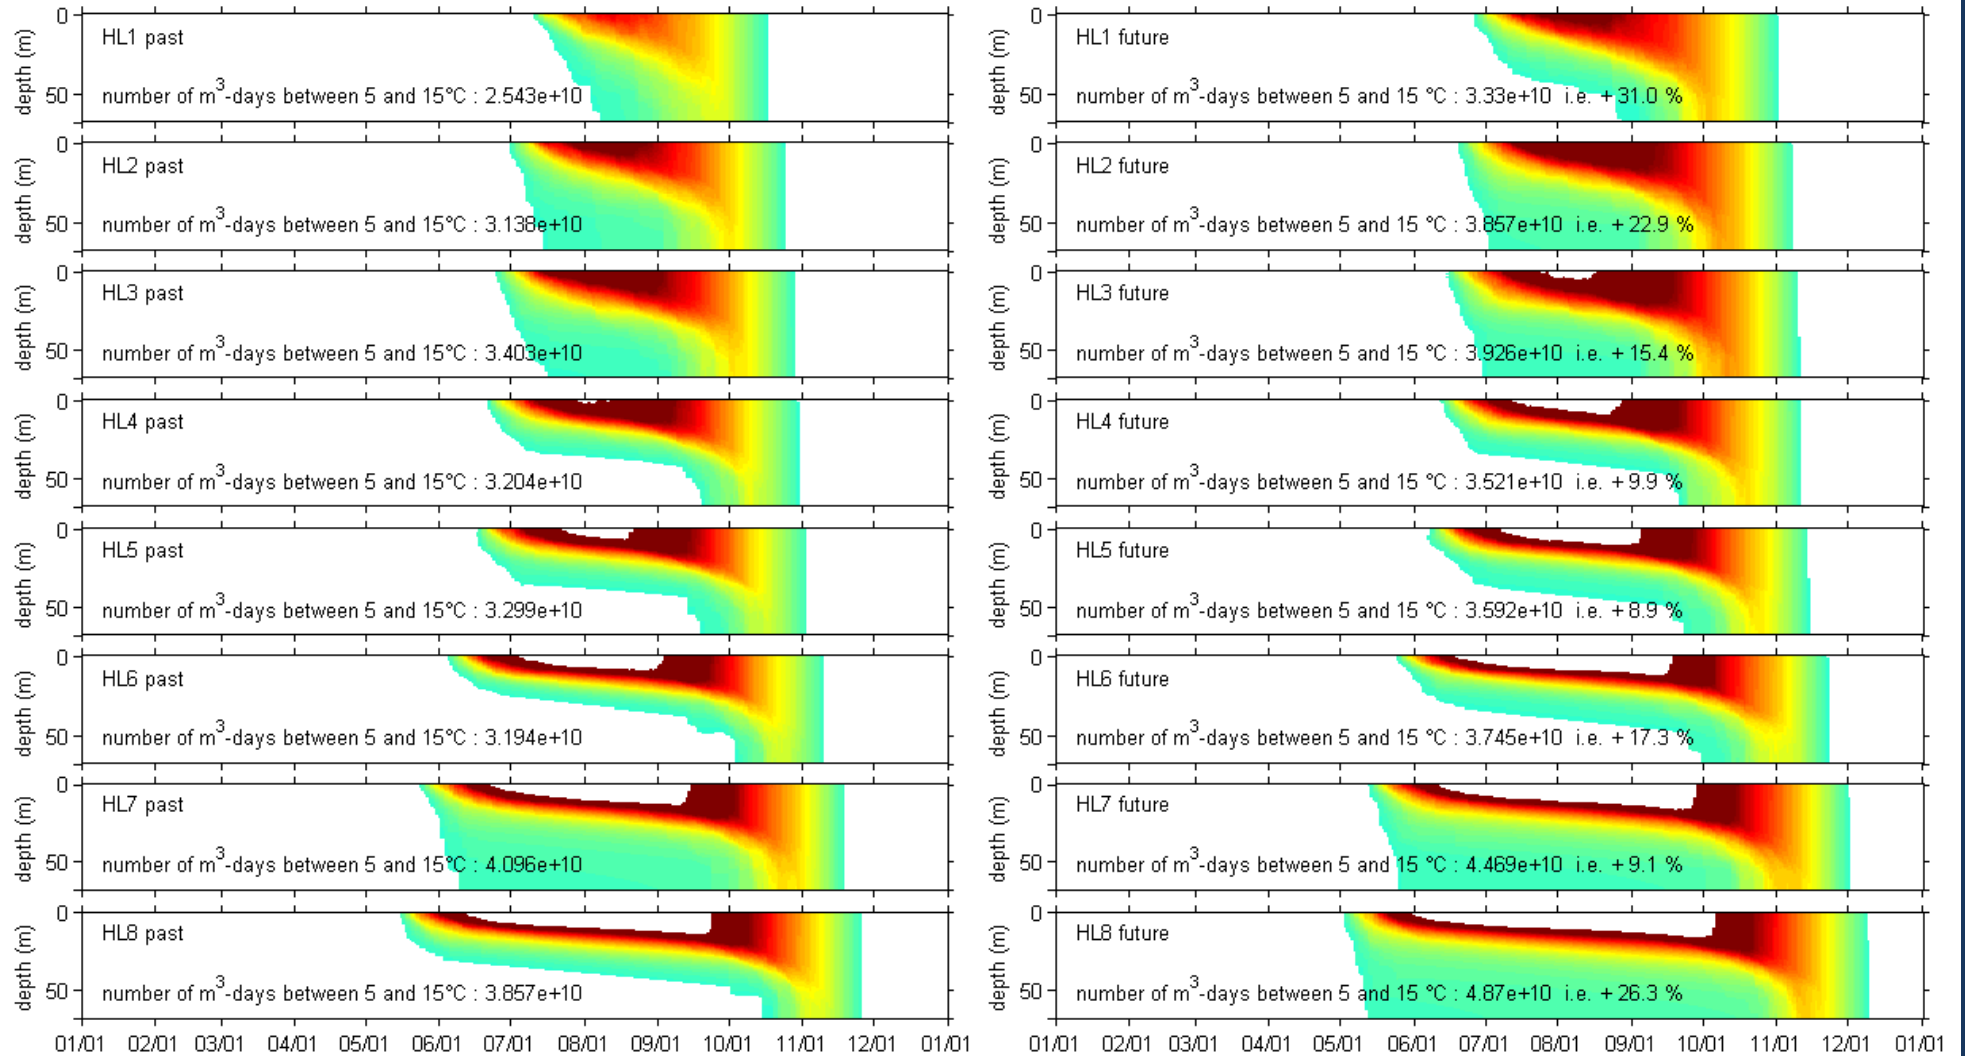 0
50
depth (m)
HL1 past
number of m³-days between 5 and 15°C : 2.543e+10
0
50
depth (m)
HL1 future
number of m³-days between 5 and 15 °C : 3.33e+10 i.e. + 31.0 %
0
50
depth (m)
HL2 past
number of m³-days between 5 and 15°C : 3.138e+10
0
50
depth (m)
HL2 future
number of m³-days between 5 and 15 °C : 3.857e+10 i.e. + 22.9 %
0
50
depth (m)
HL3 past
number of m³-days between 5 and 15°C : 3.403e+10
0
50
depth (m)
HL3 future
number of m³-days between 5 and 15 °C : 3.926e+10 i.e. + 15.4 %
0
50
depth (m)
HL4 past
number of m³-days between 5 and 15°C : 3.204e+10
0
50
depth (m)
HL4 future
number of m³-days between 5 and 15 °C : 3.521e+10 i.e. + 9.9 %
0
50
depth (m)
HL5 past
number of m³-days between 5 and 15°C : 3.299e+10
0
50
depth (m)
HL5 future
number of m³-days between 5 and 15 °C : 3.592e+10 i.e. + 8.9 %
0
50
depth (m)
HL6 past
number of m³-days between 5 and 15°C : 3.194e+10
0
50
depth (m)
HL6 future
number of m³-days between 5 and 15 °C : 3.745e+10 i.e. + 17.3 %
0
50
depth (m)
HL7 past
number of m³-days between 5 and 15°C : 4.096e+10
0
50
depth (m)
HL7 future
number of m³-days between 5 and 15 °C : 4.469e+10 i.e. + 9.1 %
0
50
depth (m)
HL8 past
number of m³-days between 5 and 15°C : 3.857e+10
01/01 02/01 03/01 04/01 05/01 06/01 07/01 08/01 09/01 10/01 11/01 12/01 01/01
0
50
depth (m)
HL8 future
number of m³-days between 5 and 15 °C : 4.87e+10 i.e. + 26.3 %
01/01 02/01 03/01 04/01 05/01 06/01 07/01 08/01 09/01 10/01 11/01 12/01 01/01